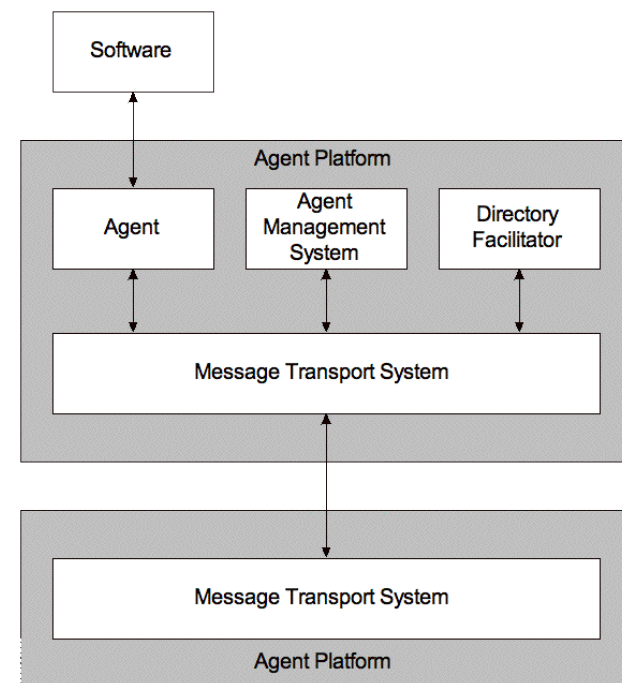 Software
Agent Platform
Agent
Agent
Management
System
Directory
Facilitator
Message Transport System
Message Transport System
Agent Platform